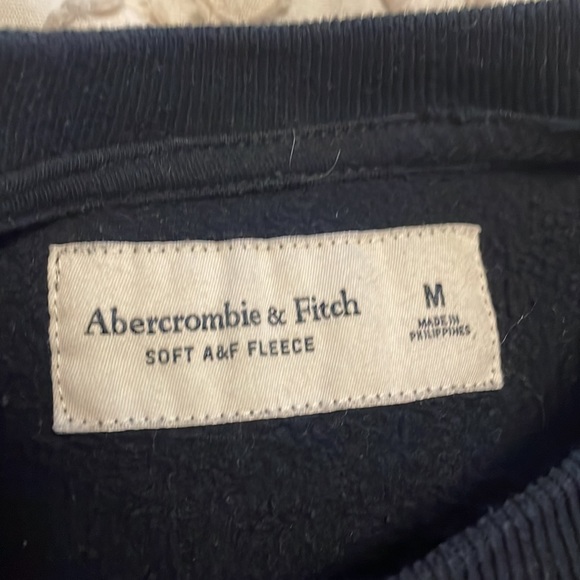 Abercrombie & Fitch
SOFT A&F FLEECE
M
MADE IN
PHILIPPINES